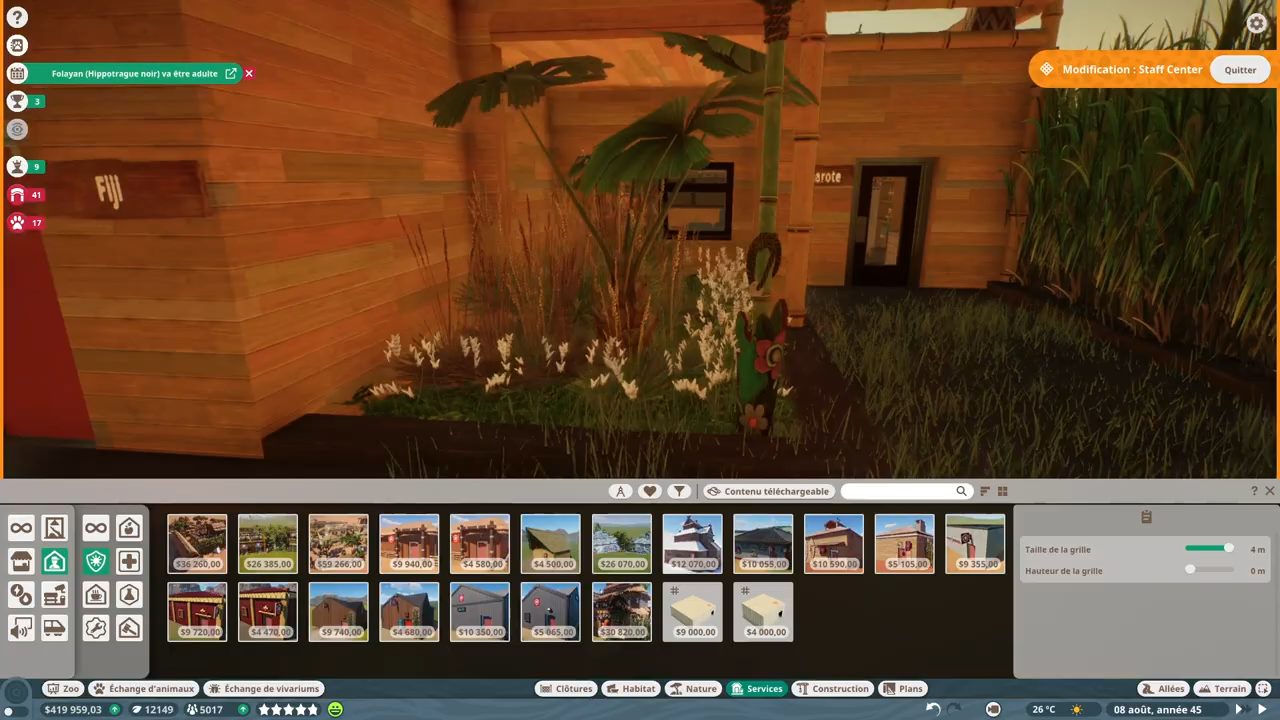 ?
Folayan (Hippotrague noir) va être adulte
3
9
41
17
Modification : Staff Center
Quitter
Fiji
arote
Contenu téléchargeable
?
$36 260,00
$26 385,00
$59 266,00
$9 940,00
$4 580,00
$4 500,00
$26 070,00
$12 070,00
$10 055,00
$10 590,00
$5 105,00
$9 355,00
$9 720,00
$4 470,00
$9 740,00
$4 680,00
$10 350,00
$5 065,00
$30 820,00
$9 000,00
$4 000,00
Taille de la grille
4 m
Hauteur de la grille
0 m
Zoo
Échange d'animaux
Échange de vivariums
Clôtures
Habitat
Nature
Services
Construction
Plans
Allées
Terrain
$419 959,03
12149
5017
26 °C
08 août, année 45